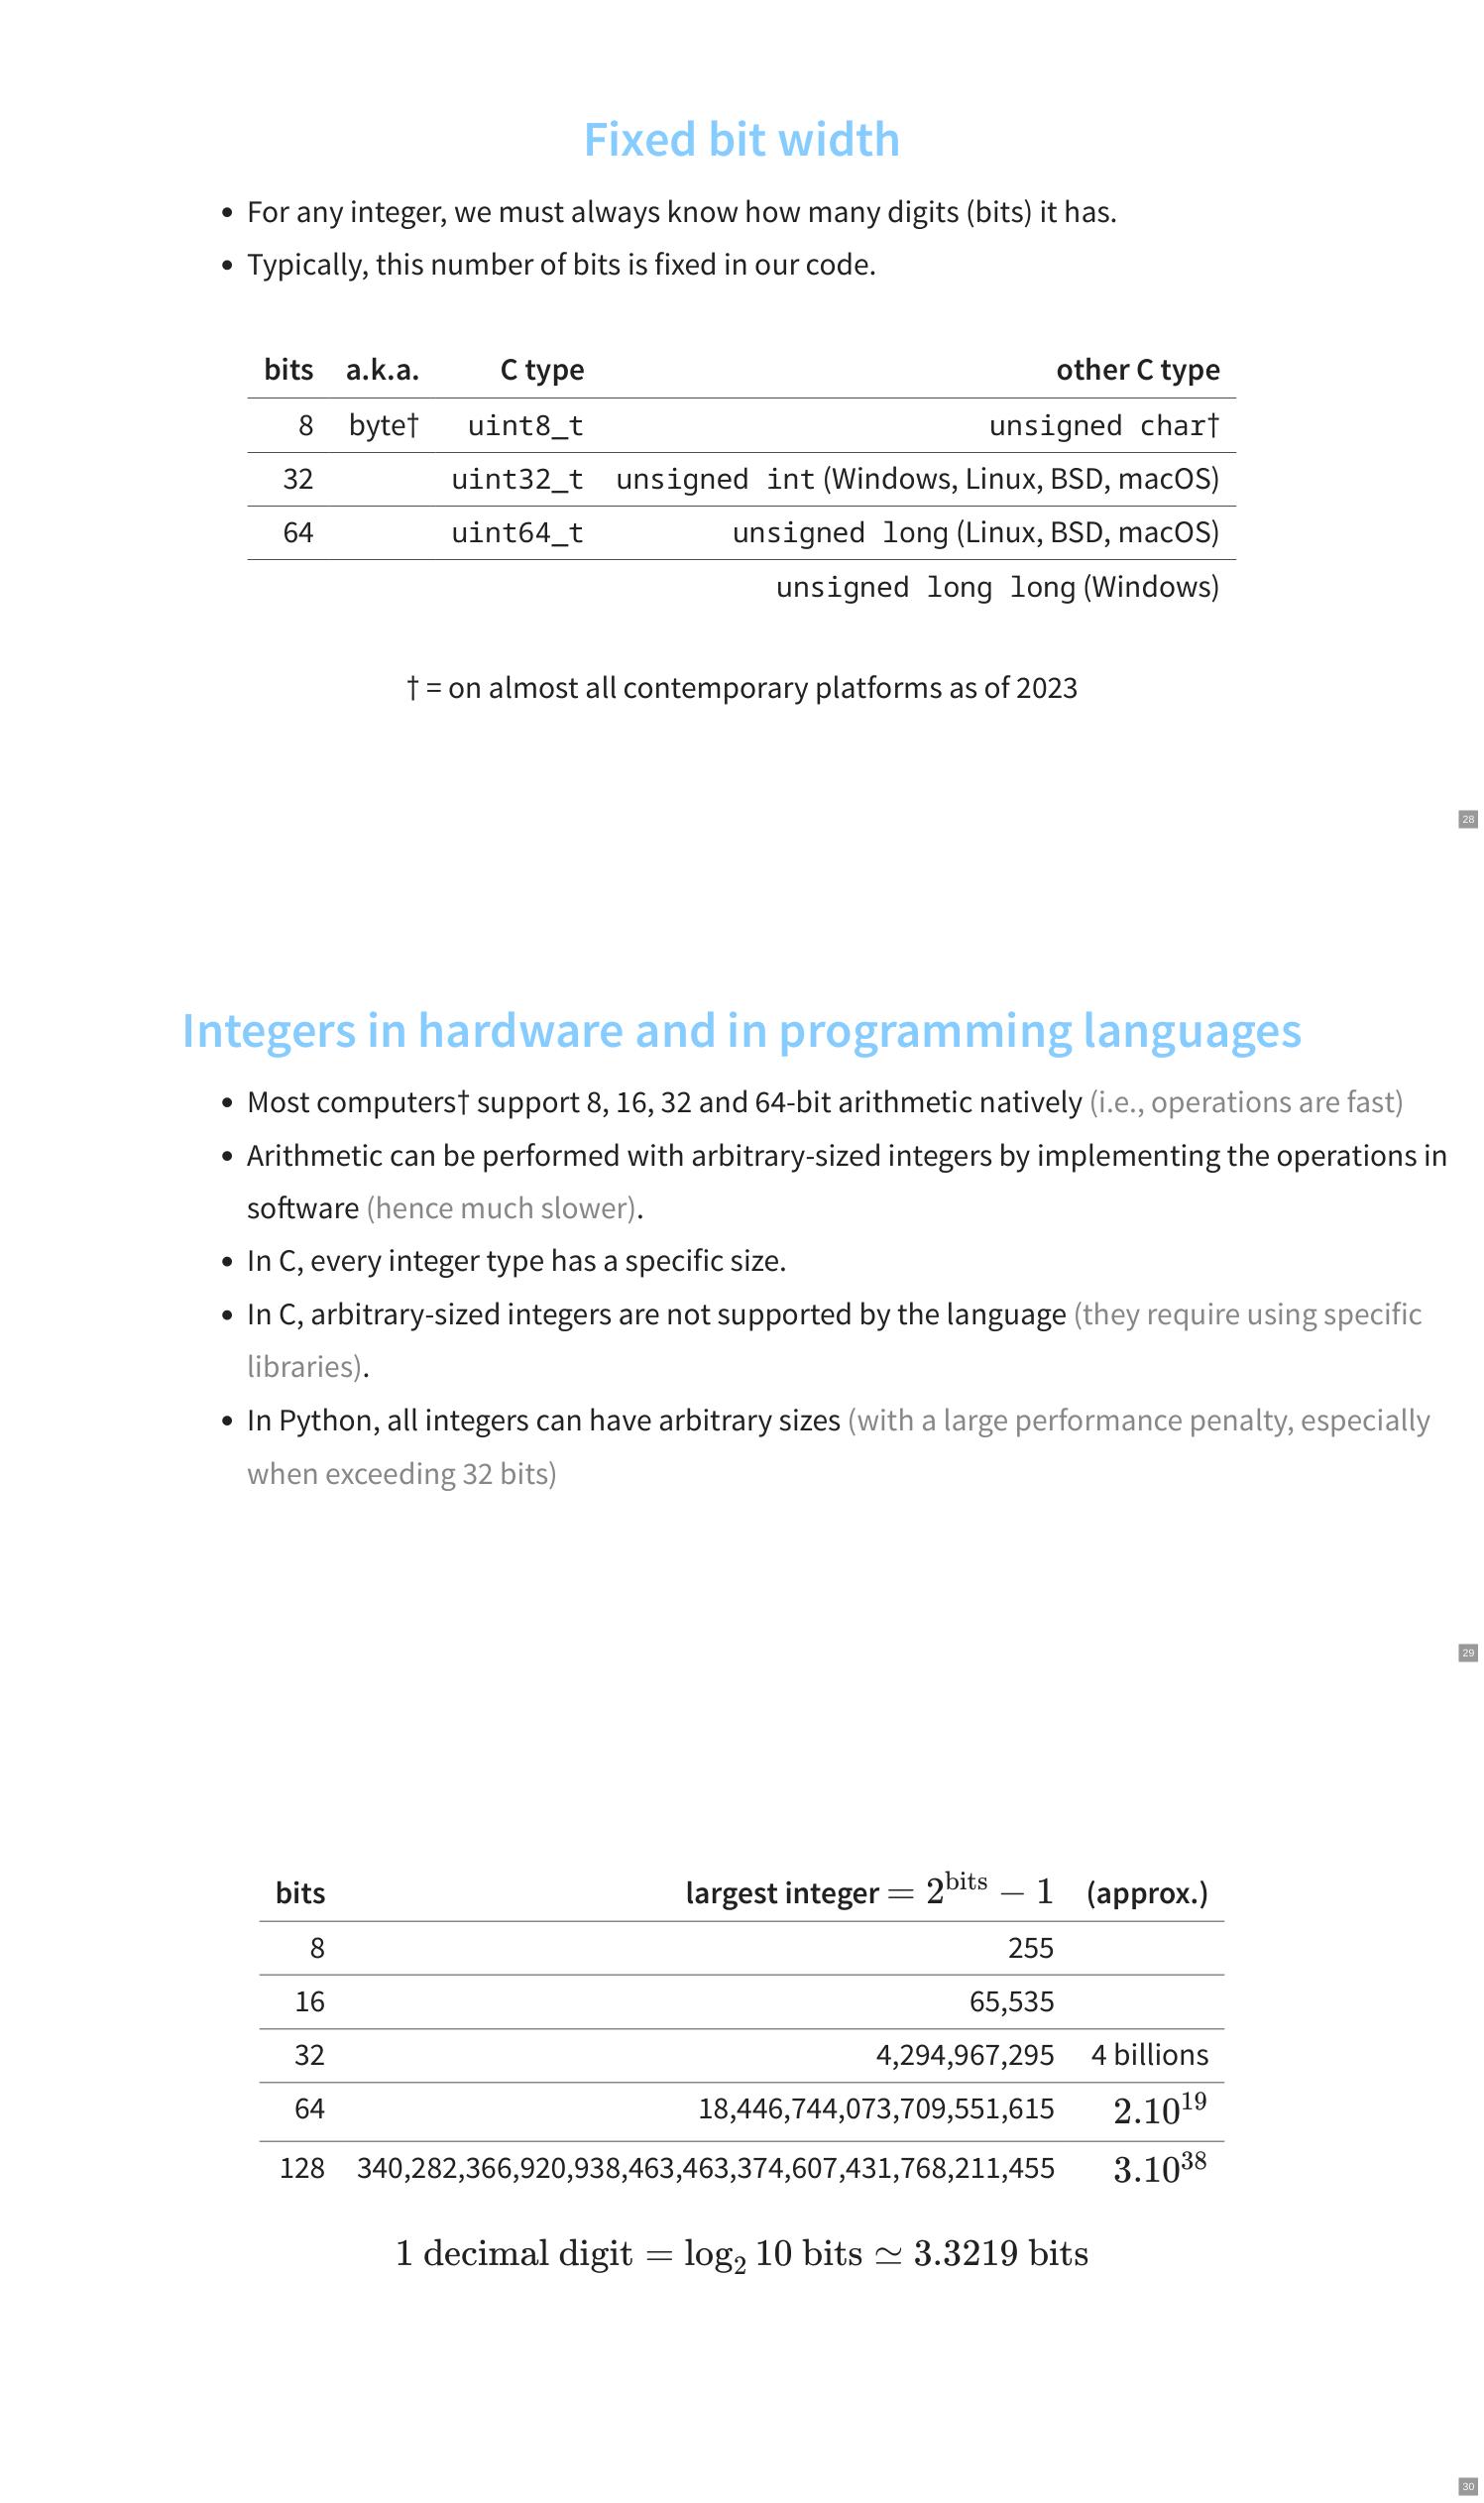 Fixed bit width
• For any integer, we must always know how many digits (bits) it has.
• Typically, this number of bits is fixed in our code.
bits a.k.a. C type other C type
8 byte† uint8_t unsigned char†
32 uint32_t unsigned int (Windows, Linux, BSD, macOS)
64 uint64_t unsigned long (Linux, BSD, macOS)
unsigned long long (Windows)
† = on almost all contemporary platforms as of 2023
28
Integers in hardware and in programming languages
• Most computers† support 8, 16, 32 and 64-bit arithmetic natively (i.e., operations are fast)
• Arithmetic can be performed with arbitrary-sized integers by implementing the operations in
software (hence much slower).
• In C, every integer type has a specific size.
• In C, arbitrary-sized integers are not supported by the language (they require using specific
libraries).
• In Python, all integers can have arbitrary sizes (with a large performance penalty, especially
when exceeding 32 bits)
29
bits largest integer = 2^bits − 1 (approx.)
8 255
16 65,535
32 4,294,967,295 4 billions
64 18,446,744,073,709,551,615 2.10^19
128 340,282,366,920,938,463,463,374,607,431,768,211,455 3.10^38
1 decimal digit = log₂ 10 bits ≃ 3.3219 bits
30